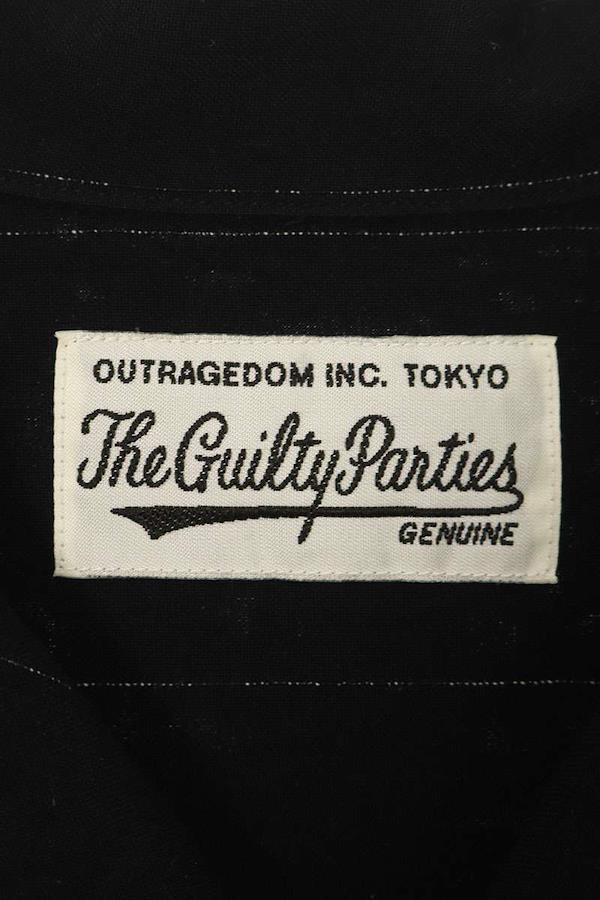 OUTRAGEDOM INC. TOKYO
The Guilty Parties
GENUINE